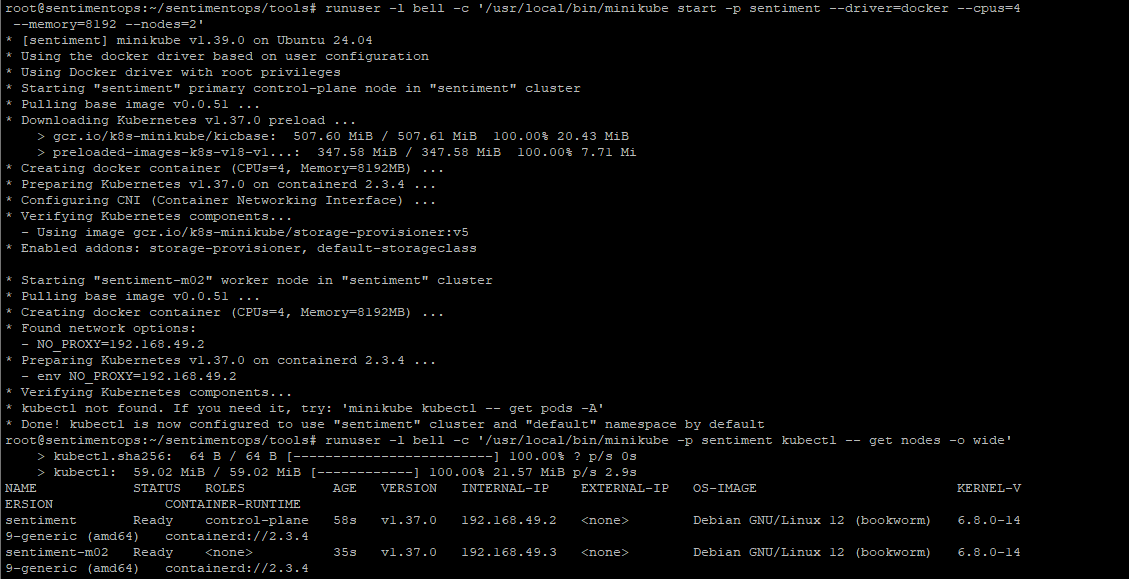 root@sentimentops:~/sentimentops/tools# runuser -l bell -c '/usr/local/bin/minikube start -p sentiment --driver=docker --cpus=4
 --memory=8192 --nodes=2'
* [sentiment] minikube v1.39.0 on Ubuntu 24.04
* Using the docker driver based on user configuration
* Using Docker driver with root privileges
* Starting "sentiment" primary control-plane node in "sentiment" cluster
* Pulling base image v0.0.51 ...
* Downloading Kubernetes v1.37.0 preload ...
    > gcr.io/k8s-minikube/kicbase:  507.60 MiB / 507.61 MiB  100.00% 20.43 MiB
    > preloaded-images-k8s-v18-v1...:  347.58 MiB / 347.58 MiB  100.00% 7.71 Mi
* Creating docker container (CPUs=4, Memory=8192MB) ...
* Preparing Kubernetes v1.37.0 on containerd 2.3.4 ...
* Configuring CNI (Container Networking Interface) ...
* Verifying Kubernetes components...
  - Using image gcr.io/k8s-minikube/storage-provisioner:v5
* Enabled addons: storage-provisioner, default-storageclass

* Starting "sentiment-m02" worker node in "sentiment" cluster
* Pulling base image v0.0.51 ...
* Creating docker container (CPUs=4, Memory=8192MB) ...
* Found network options:
  - NO_PROXY=192.168.49.2
* Preparing Kubernetes v1.37.0 on containerd 2.3.4 ...
  - env NO_PROXY=192.168.49.2
* Verifying Kubernetes components...
* kubectl not found. If you need it, try: 'minikube kubectl -- get pods -A'
* Done! kubectl is now configured to use "sentiment" cluster and "default" namespace by default
root@sentimentops:~/sentimentops/tools# runuser -l bell -c '/usr/local/bin/minikube -p sentiment kubectl -- get nodes -o wide'
    > kubectl.sha256:  64 B / 64 B [-------------------------] 100.00% ? p/s 0s
    > kubectl:  59.02 MiB / 59.02 MiB [------------] 100.00% 21.57 MiB p/s 2.9s
NAME            STATUS   ROLES           AGE   VERSION   INTERNAL-IP    EXTERNAL-IP   OS-IMAGE                         KERNEL-V
ERSION              CONTAINER-RUNTIME
sentiment       Ready    control-plane   58s   v1.37.0   192.168.49.2   <none>        Debian GNU/Linux 12 (bookworm)   6.8.0-14
9-generic (amd64)   containerd://2.3.4
sentiment-m02   Ready    <none>          35s   v1.37.0   192.168.49.3   <none>        Debian GNU/Linux 12 (bookworm)   6.8.0-14
9-generic (amd64)   containerd://2.3.4